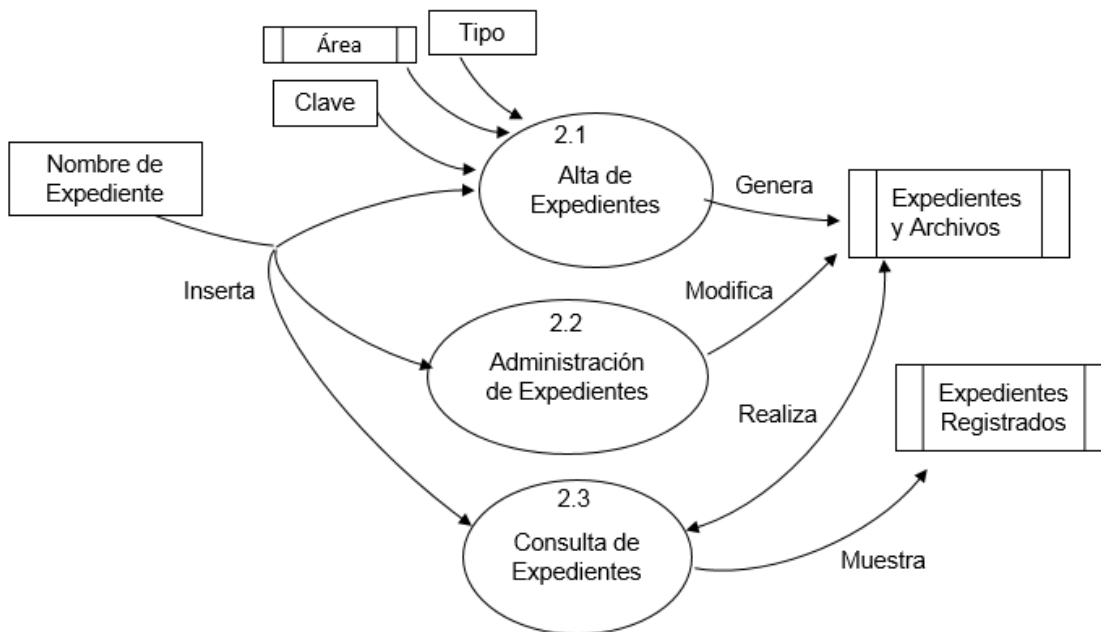 Tipo
Área
Clave
Nombre de
Expediente
Inserta
2.1
Alta de
Expedientes
Genera
Expedientes
y Archivos
2.2
Administración
de Expedientes
Modifica
Realiza
Expedientes
Registrados
2.3
Consulta de
Expedientes
Muestra